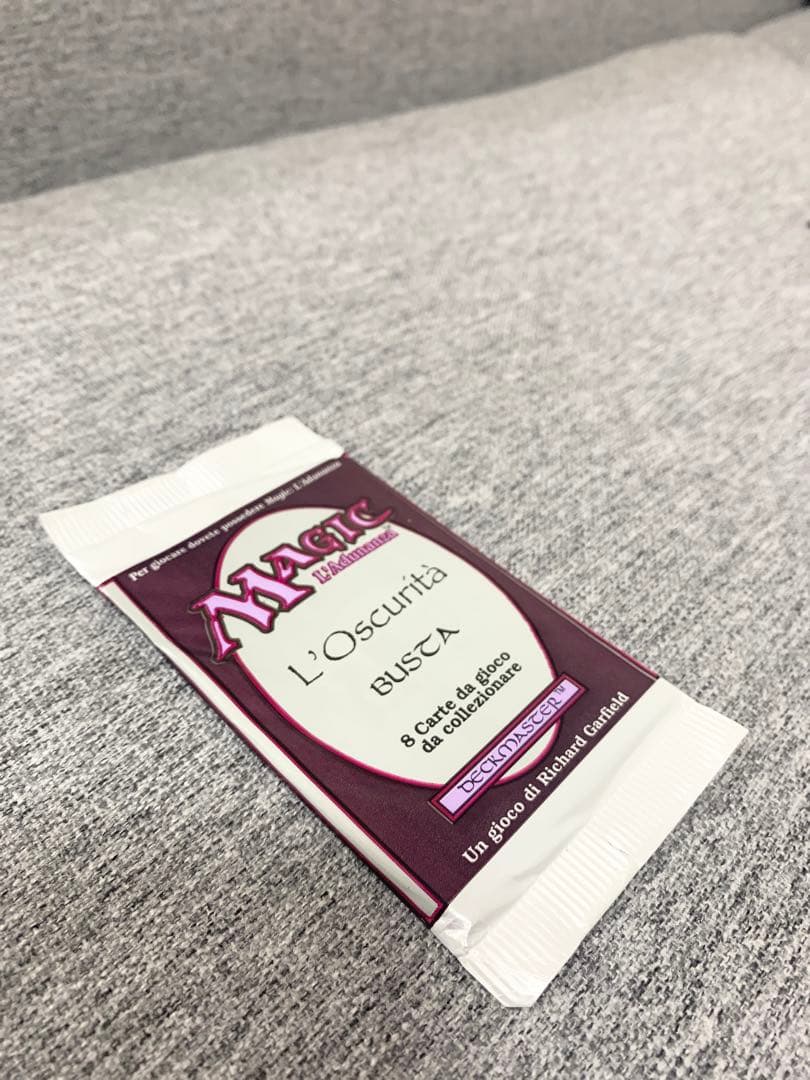 Per giocare dovete possedere Magic: L'Adunanza
MAGIC
L'Adunanza
L'Oscurità
BUSTA
8 Carte da gioco
da collezionare
DECKMASTER™
Un gioco di Richard Garfield